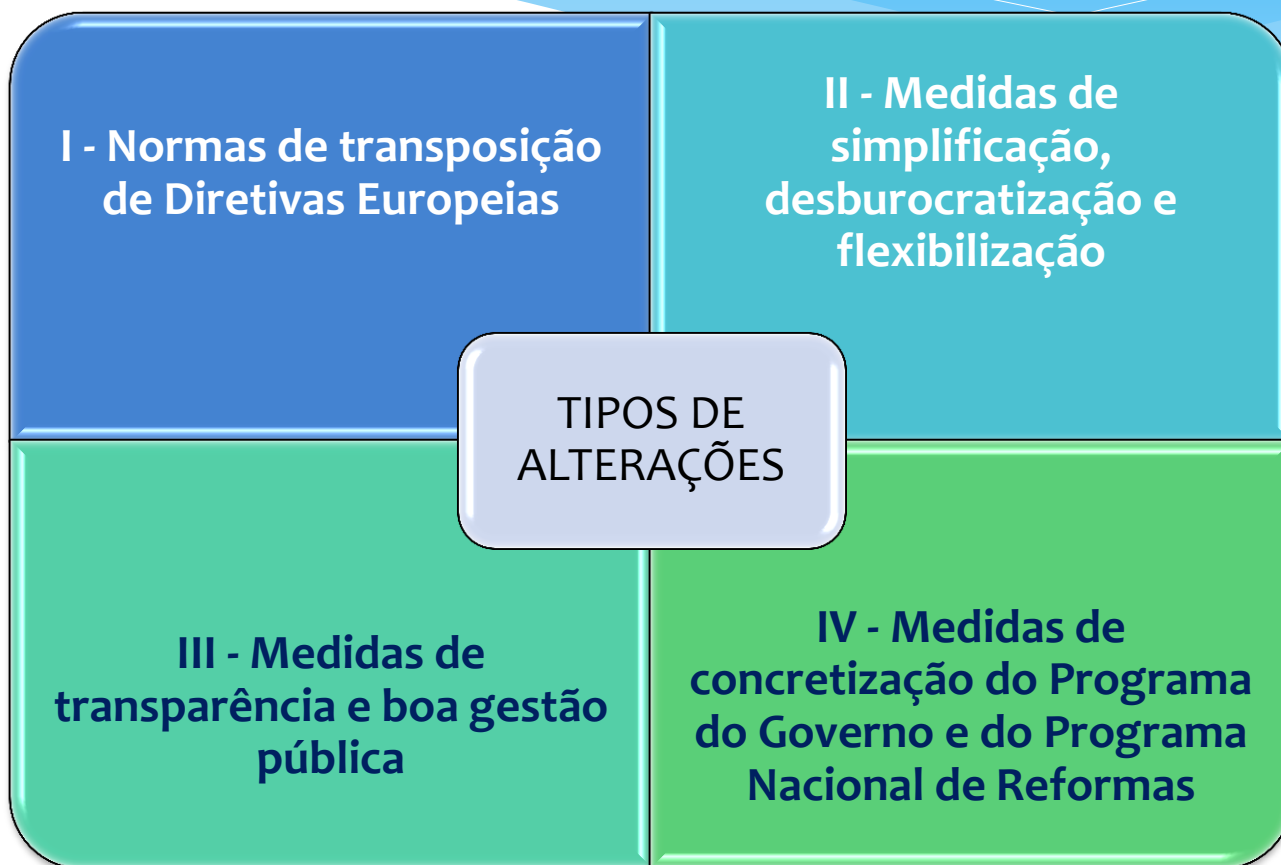 I - Normas de transposição
de Diretivas Europeias
II - Medidas de
simplificação,
desburocratização e
flexibilização
TIPOS DE
ALTERAÇÕES
III - Medidas de
transparência e boa gestão
pública
IV - Medidas de
concretização do Programa
do Governo e do Programa
Nacional de Reformas